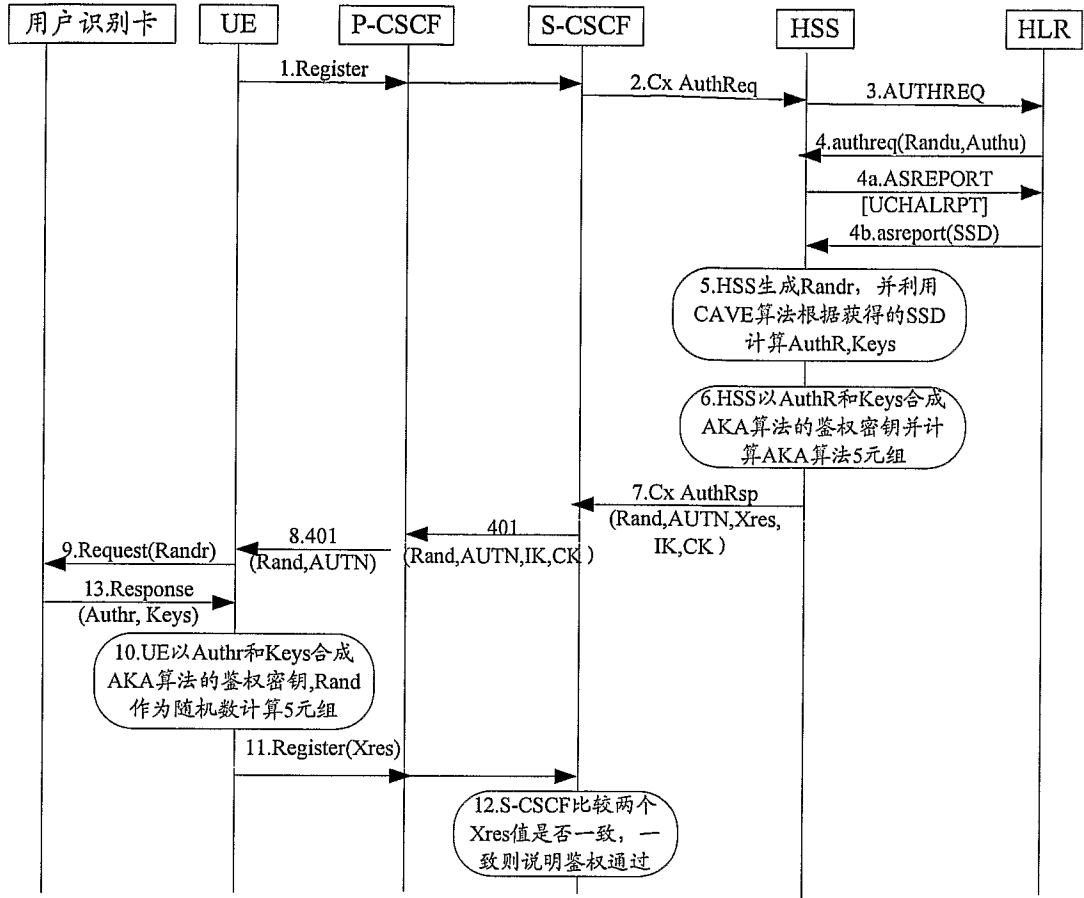 用户识别卡
UE
P-CSCF
S-CSCF
HSS
HLR
1.Register
2.Cx AuthReq
3.AUTHREQ
4.authreq(Randu,Authu)
4a.ASREPORT
[UCHALRPT]
4b.asreport(SSD)
5.HSS生成Randr，并利用
CAVE算法根据获得的SSD
计算AuthR,Keys
6.HSS以AuthR和Keys合成
AKA算法的鉴权密钥并计
算AKA算法5元组
7.Cx AuthRsp
(Rand,AUTN,Xres,
IK,CK）
401
(Rand,AUTN,IK,CK）
8.401
(Rand,AUTN)
9.Request(Randr)
13.Response
(Authr, Keys)
10.UE以Authr和Keys合成
AKA算法的鉴权密钥,Rand
作为随机数计算5元组
11.Register(Xres)
12.S-CSCF比较两个
Xres值是否一致，一
致则说明鉴权通过